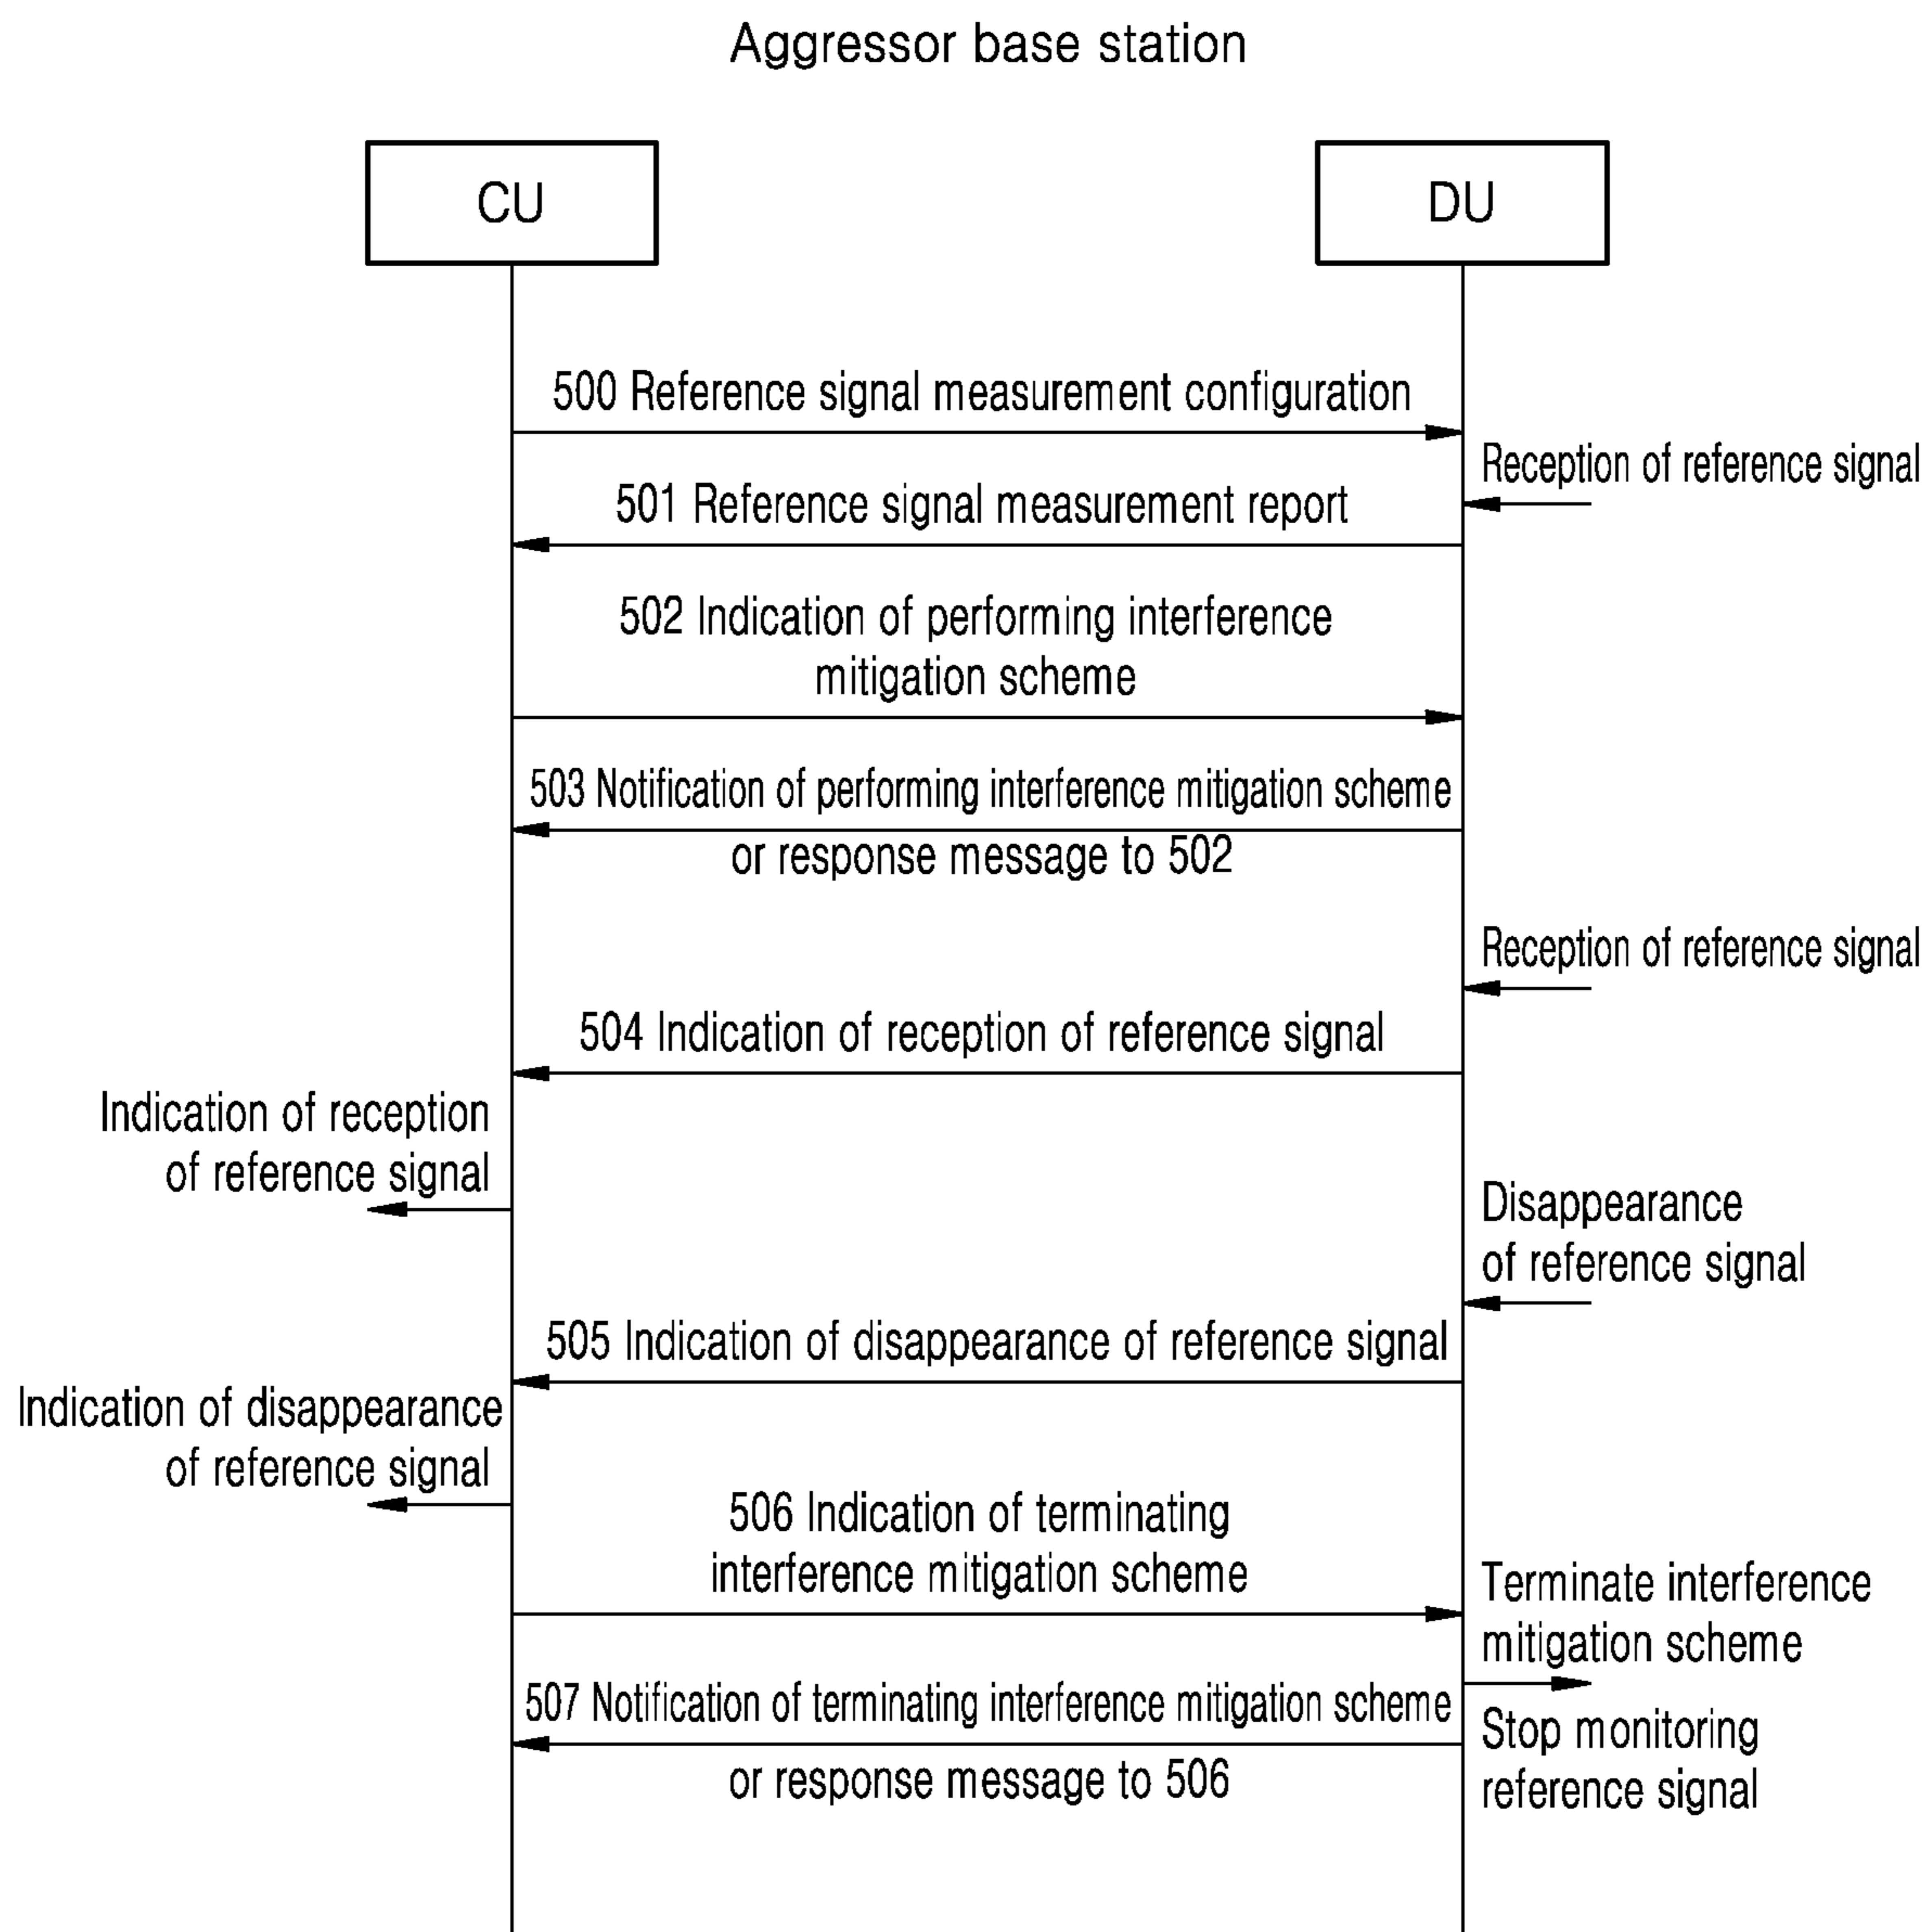 Aggressor base station
CU
DU
500 Reference signal measurement configuration
Reception of reference signal
501 Reference signal measurement report
502 Indication of performing interference
mitigation scheme
503 Notification of performing interference mitigation scheme
or response message to 502
Reception of reference signal
504 Indication of reception of reference signal
Indication of reception
of reference signal
Disappearance
of reference signal
505 Indication of disappearance of reference signal
Indication of disappearance
of reference signal
506 Indication of terminating
interference mitigation scheme
Terminate interference
mitigation scheme
507 Notification of terminating interference mitigation scheme
or response message to 506
Stop monitoring
reference signal